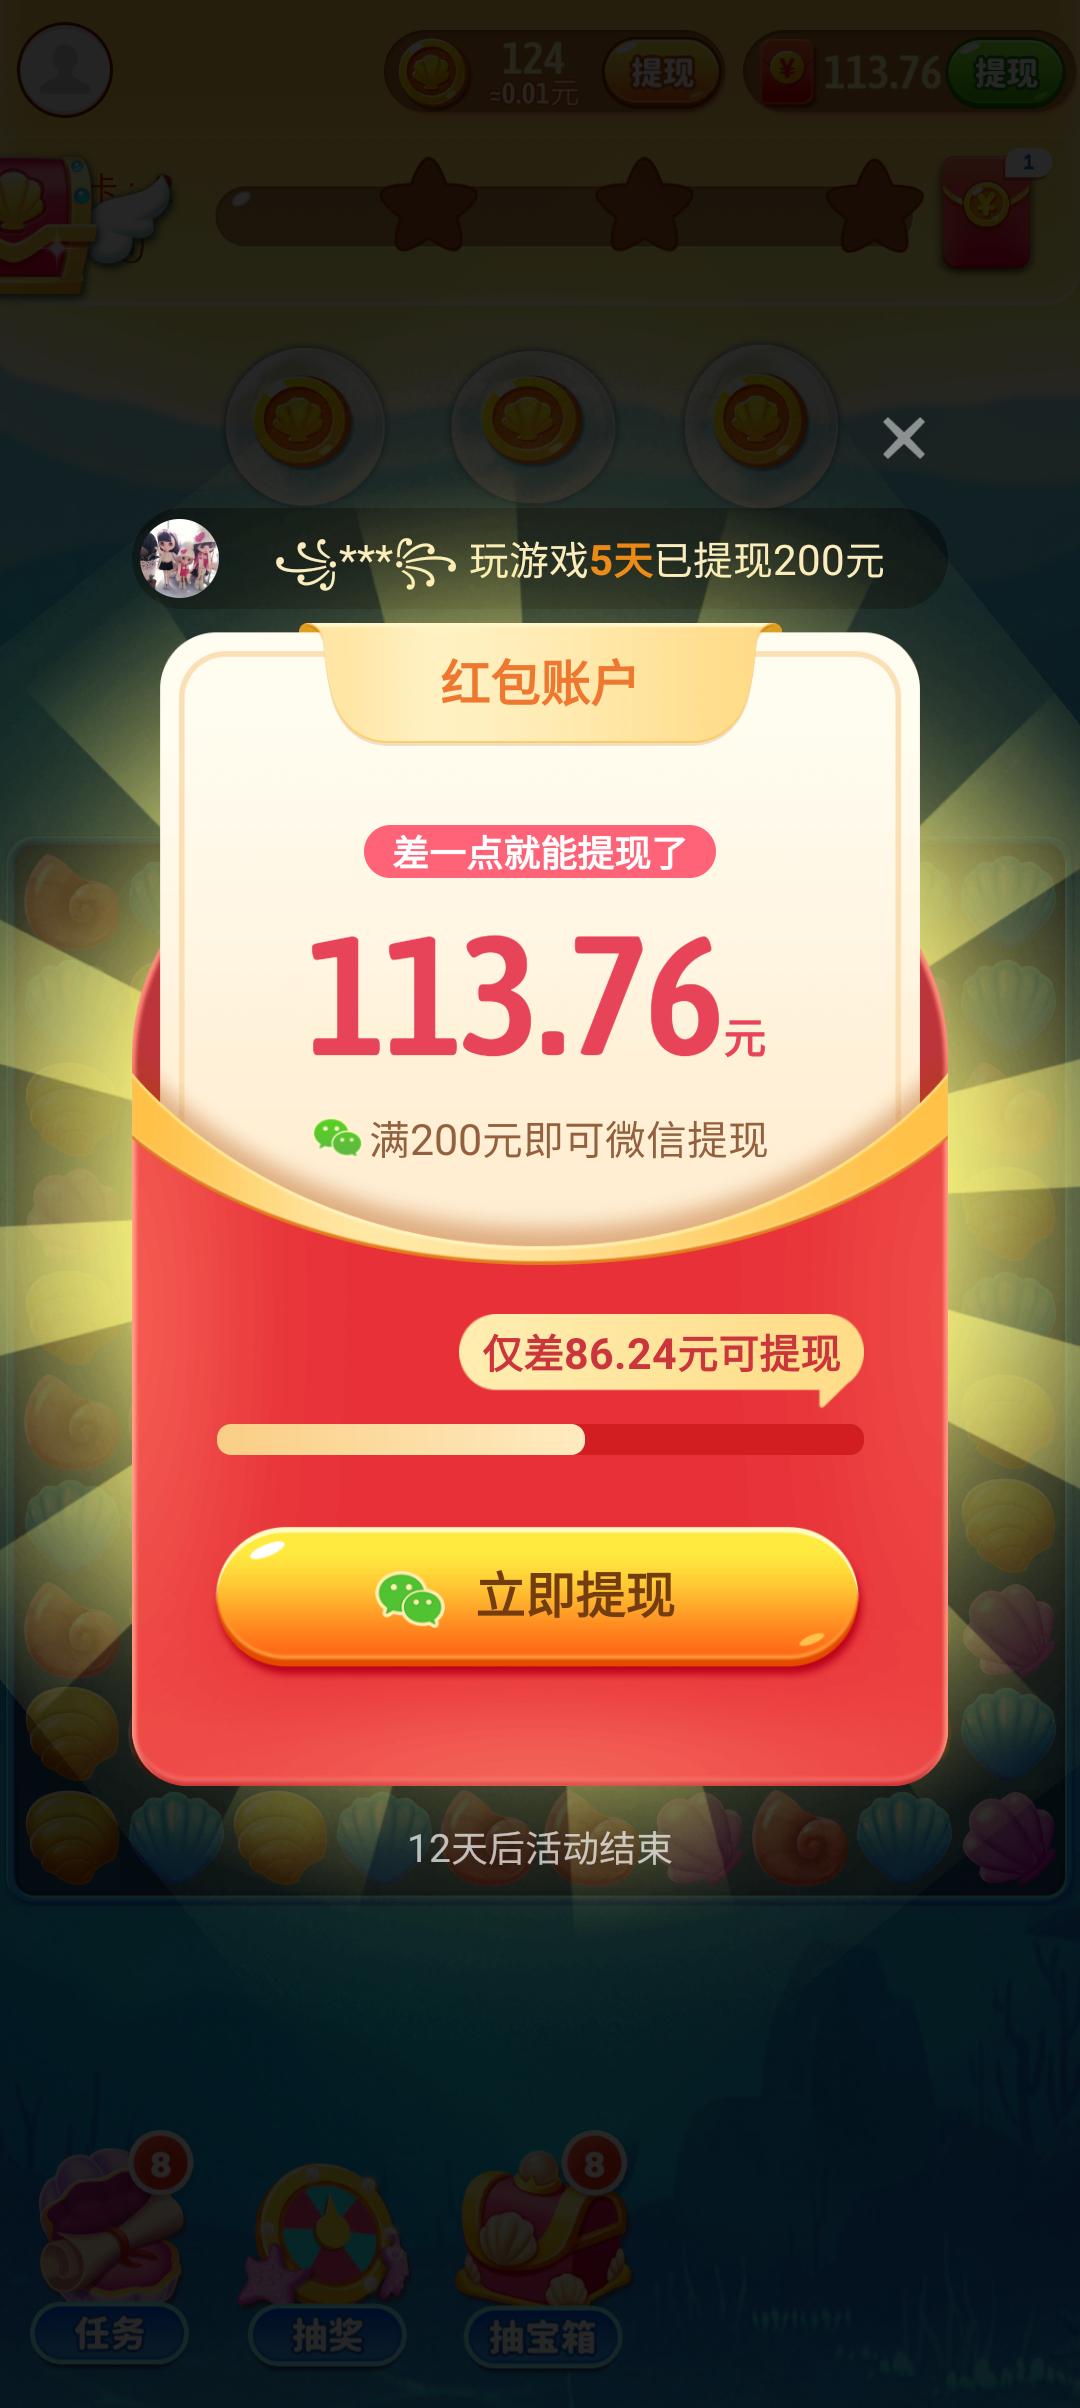 124
≈0.01元
提现
113.76
提现
1
玩游戏5天已提现200元
红包账户
差一点就能提现了
113.76元
满200元即可微信提现
仅差86.24元可提现
立即提现
12天后活动结束
8
8
任务
抽奖
抽宝箱